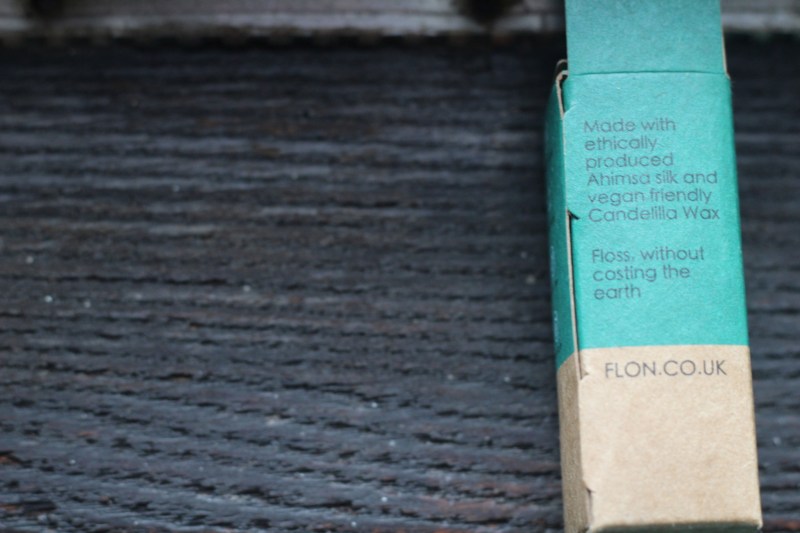 Made with
ethically
produced
Ahimsa silk and
vegan friendly
Candelilla Wax
Floss, without
costing the
earth
FLON.CO.UK